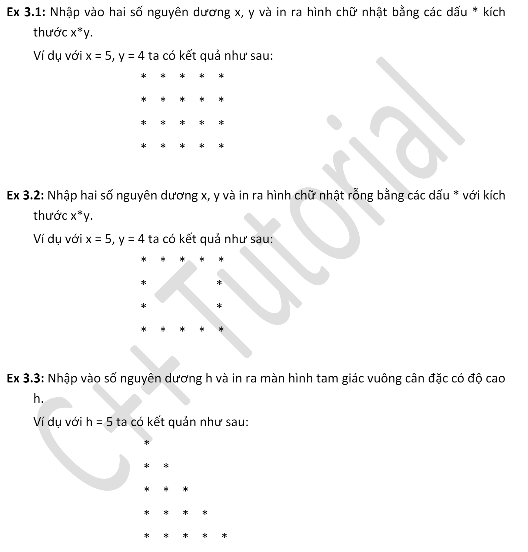 Ex 3.1: Nhập vào hai số nguyên dương x, y và in ra hình chữ nhật bằng các dấu * kích
thước x*y.
Ví dụ với x = 5, y = 4 ta có kết quả như sau:
* * * * *
* * * * *
* * * * *
* * * * *
Ex 3.2: Nhập hai số nguyên dương x, y và in ra hình chữ nhật rỗng bằng các dấu * với kích
thước x*y.
Ví dụ với x = 5, y = 4 ta có kết quả như sau:
* * * * *
* *
* *
* * * * *
Ex 3.3: Nhập vào số nguyên dương h và in ra màn hình tam giác vuông cân đặc có độ cao
h.
Ví dụ với h = 5 ta có kết quản như sau:
*
* *
* * *
* * * *
* * * * *
C++ Tutorial